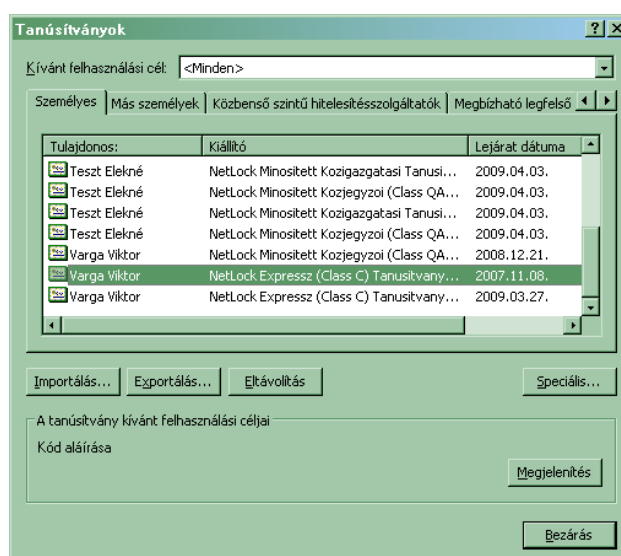 Tanúsítványok
Kívánt felhasználási cél: <Minden>
Személyes Más személyek Közbenső szintű hitelesítésszolgáltatók Megbízható legfelső
Tulajdonos: Kiállító Lejárat dátuma
Teszt Elekné NetLock Minositett Kozigazgatasi Tanusi... 2009.04.03.
Teszt Elekné NetLock Minositett Kozjegyzoi (Class QA... 2009.04.03.
Teszt Elekné NetLock Minositett Kozigazgatasi Tanusi... 2009.04.03.
Teszt Elekné NetLock Minositett Kozjegyzoi (Class QA... 2009.04.03.
Varga Viktor NetLock Minositett Kozjegyzoi (Class QA... 2008.12.21.
Varga Viktor NetLock Expressz (Class C) Tanusitvany... 2007.11.08.
Varga Viktor NetLock Expressz (Class C) Tanusitvany... 2009.03.27.
Importálás... Exportálás... Eltávolítás Speciális...
A tanúsítvány kívánt felhasználási céljai
Kód aláírása
Megjelenítés
Bezárás